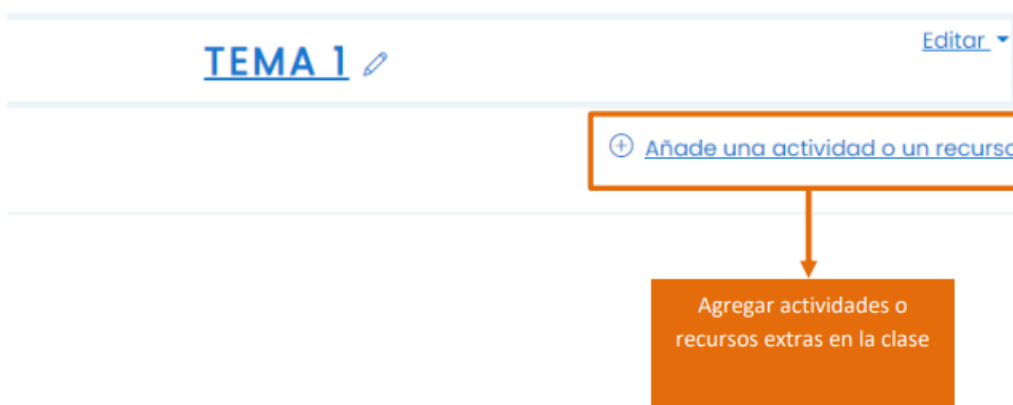 TEMA 1
Editar
Añade una actividad o un recurso
Agregar actividades o
recursos extras en la clase